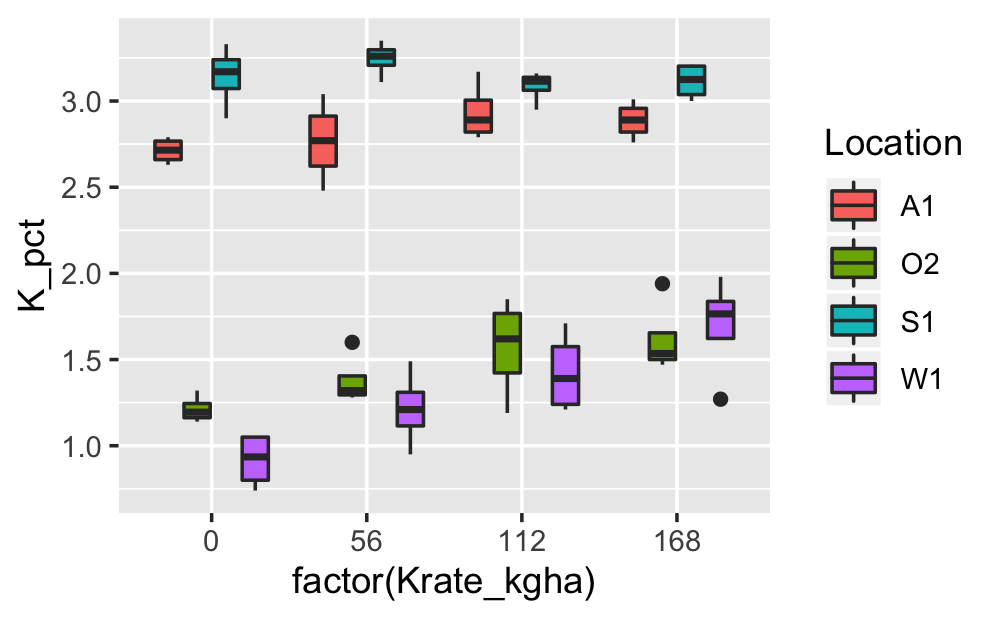 K_pct
3.0
2.5
2.0
1.5
1.0
0 56 112 168
factor(Krate_kgha)
Location
A1
O2
S1
W1